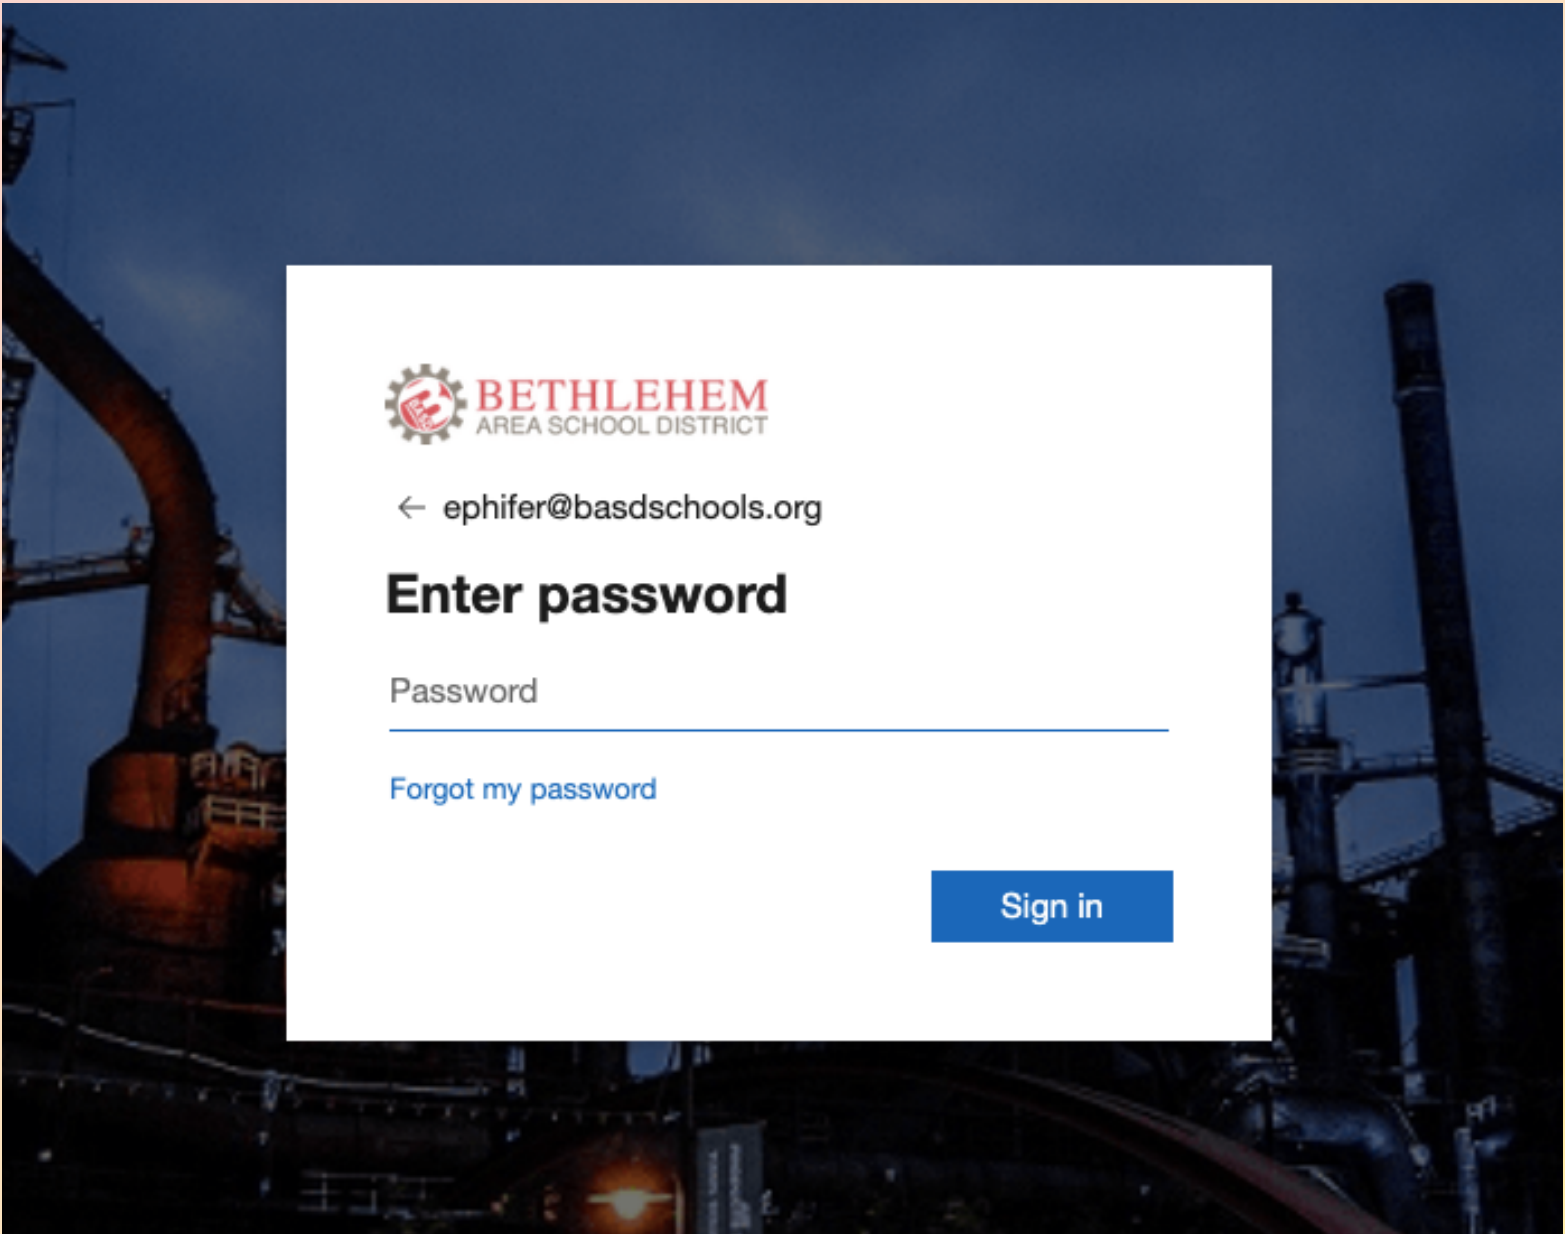 BETHLEHEM
AREA SCHOOL DISTRICT
ephifer@basdschools.org
Enter password
Password
Forgot my password
Sign in